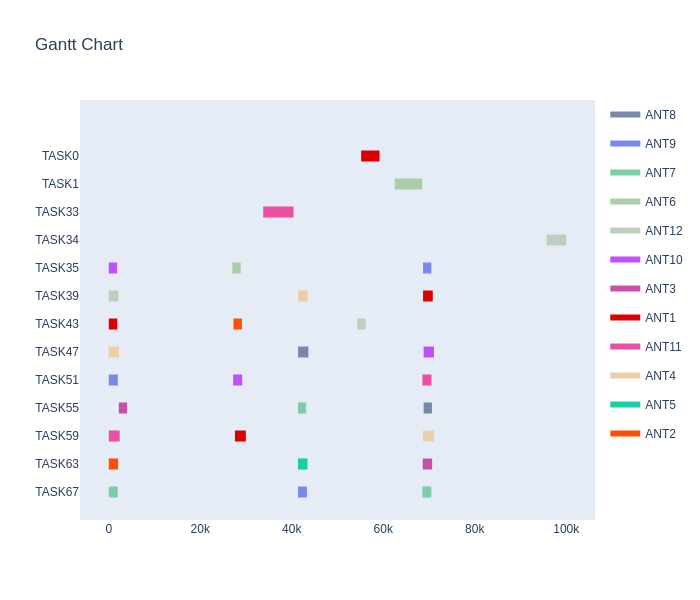 Gantt Chart
TASK0
TASK1
TASK33
TASK34
TASK35
TASK39
TASK43
TASK47
TASK51
TASK55
TASK59
TASK63
TASK67
0 20k 40k 60k 80k 100k
ANT8
ANT9
ANT7
ANT6
ANT12
ANT10
ANT3
ANT1
ANT11
ANT4
ANT5
ANT2